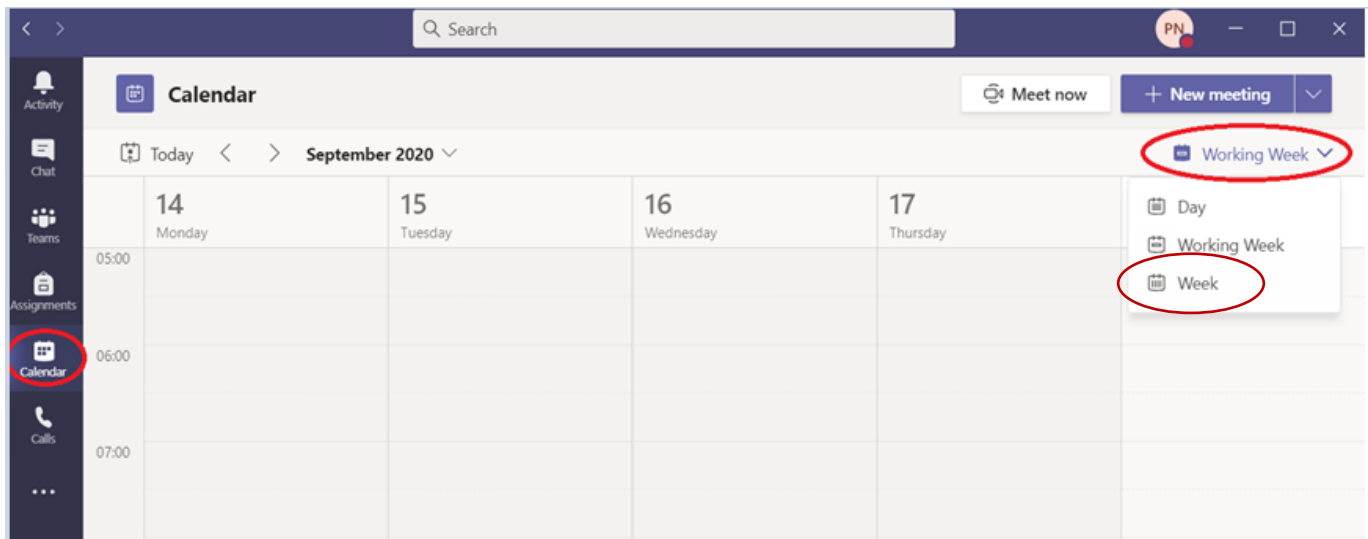 Search
PN
Activity
Chat
Teams
Assignments
Calendar
Calls
Calendar
Meet now
New meeting
Today
September 2020
Working Week
14
Monday
15
Tuesday
16
Wednesday
17
Thursday
Day
Working Week
Week
05:00
06:00
07:00